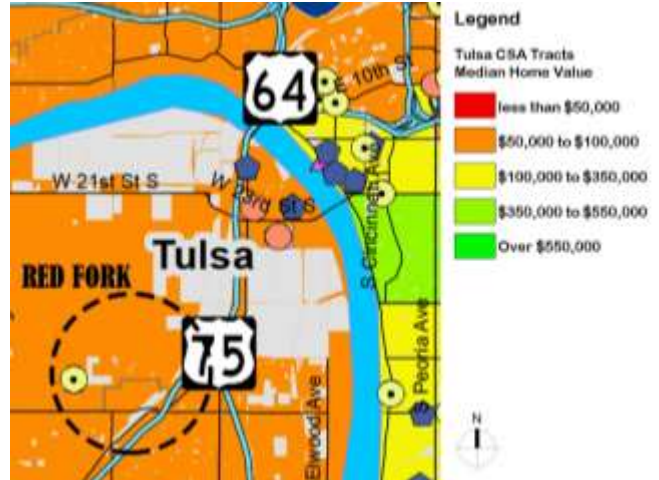 64
E 10th St
W 21st St S
W 23rd St S
Tulsa
RED FORK
75
S Cincinnati Ave
S Peoria Ave
Elwood Ave
Legend
Tulsa CSA Tracts
Median Home Value
less than $50,000
$50,000 to $100,000
$100,000 to $350,000
$350,000 to $550,000
Over $550,000
N